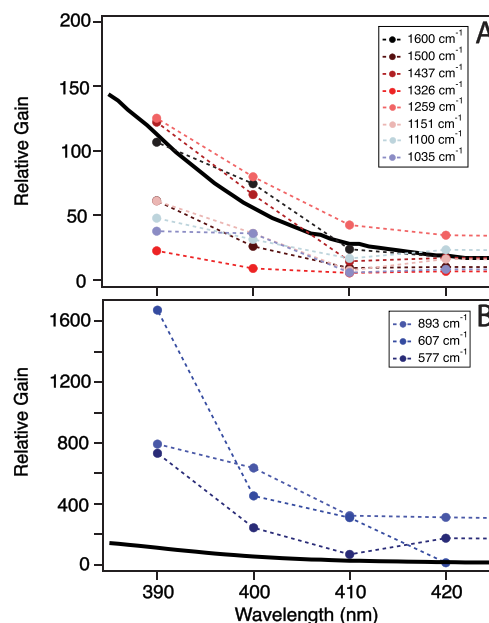 A
200
150
100
50
0
Relative Gain
1600 cm⁻¹
1500 cm⁻¹
1437 cm⁻¹
1326 cm⁻¹
1259 cm⁻¹
1151 cm⁻¹
1100 cm⁻¹
1035 cm⁻¹
B
1600
1200
800
400
0
Relative Gain
893 cm⁻¹
607 cm⁻¹
577 cm⁻¹
390 400 410 420
Wavelength (nm)